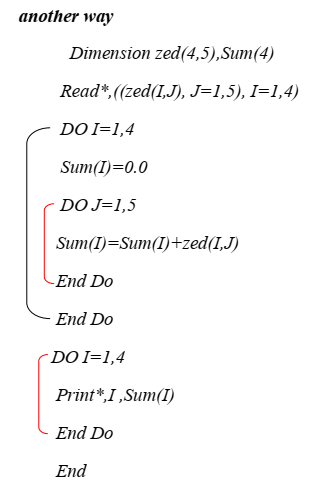 another way
Dimension zed(4,5),Sum(4)
Read*,((zed(I,J), J=1,5), I=1,4)
DO I=1,4
Sum(I)=0.0
DO J=1,5
Sum(I)=Sum(I)+zed(I,J)
End Do
End Do
DO I=1,4
Print*,I ,Sum(I)
End Do
End